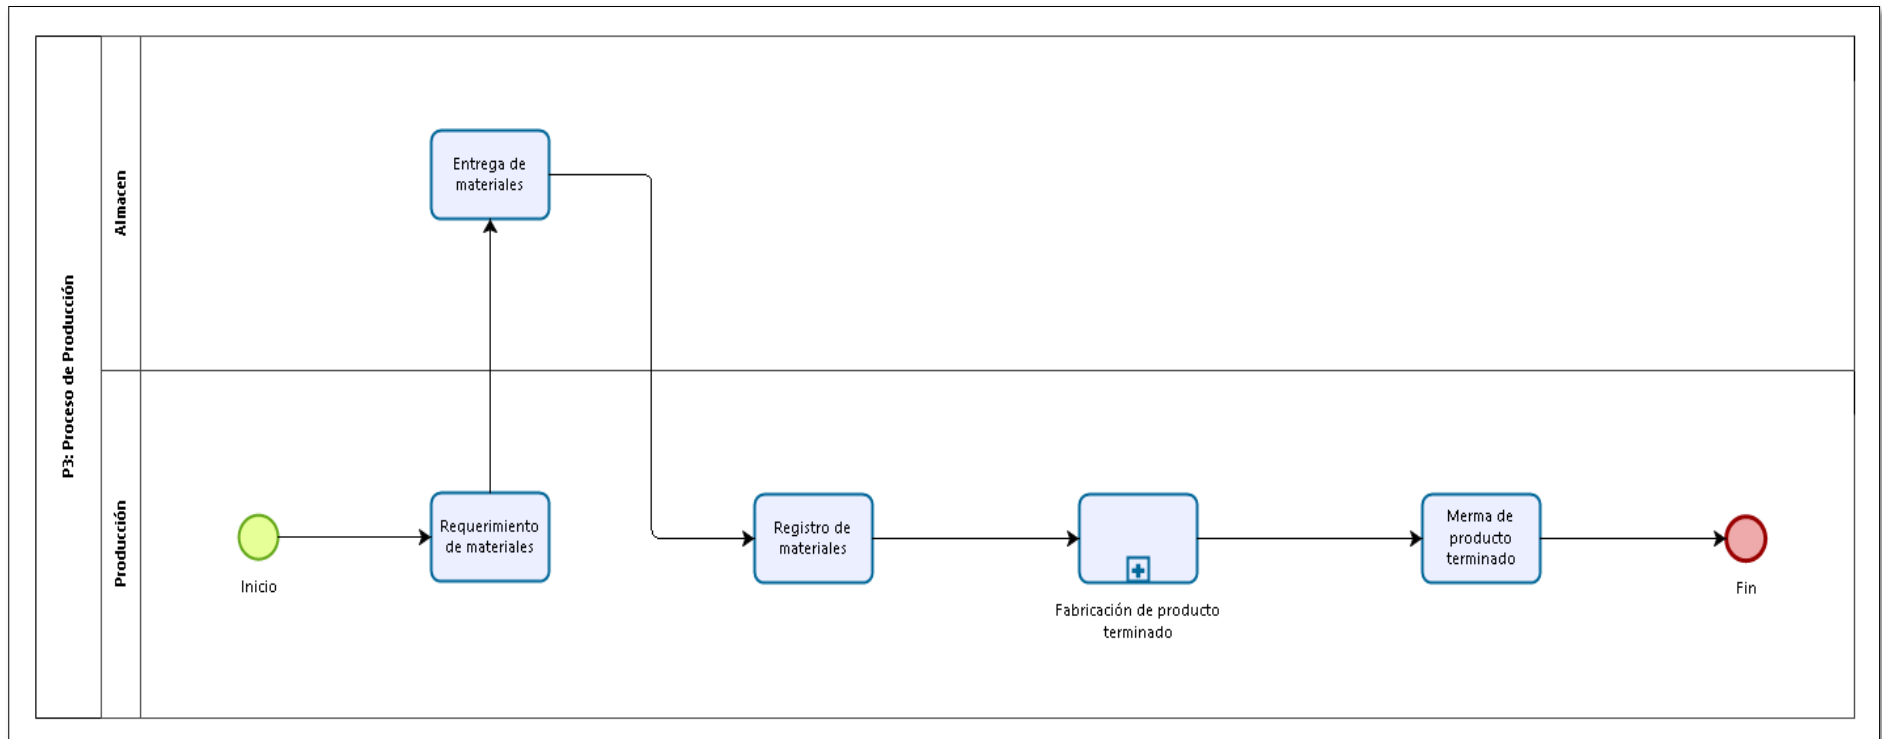 P3: Proceso de Producción
Almacen
Entrega de
materiales
Producción
Inicio
Requerimiento
de materiales
Registro de
materiales
Fabricación de producto
terminado
Merma de
producto
terminado
Fin